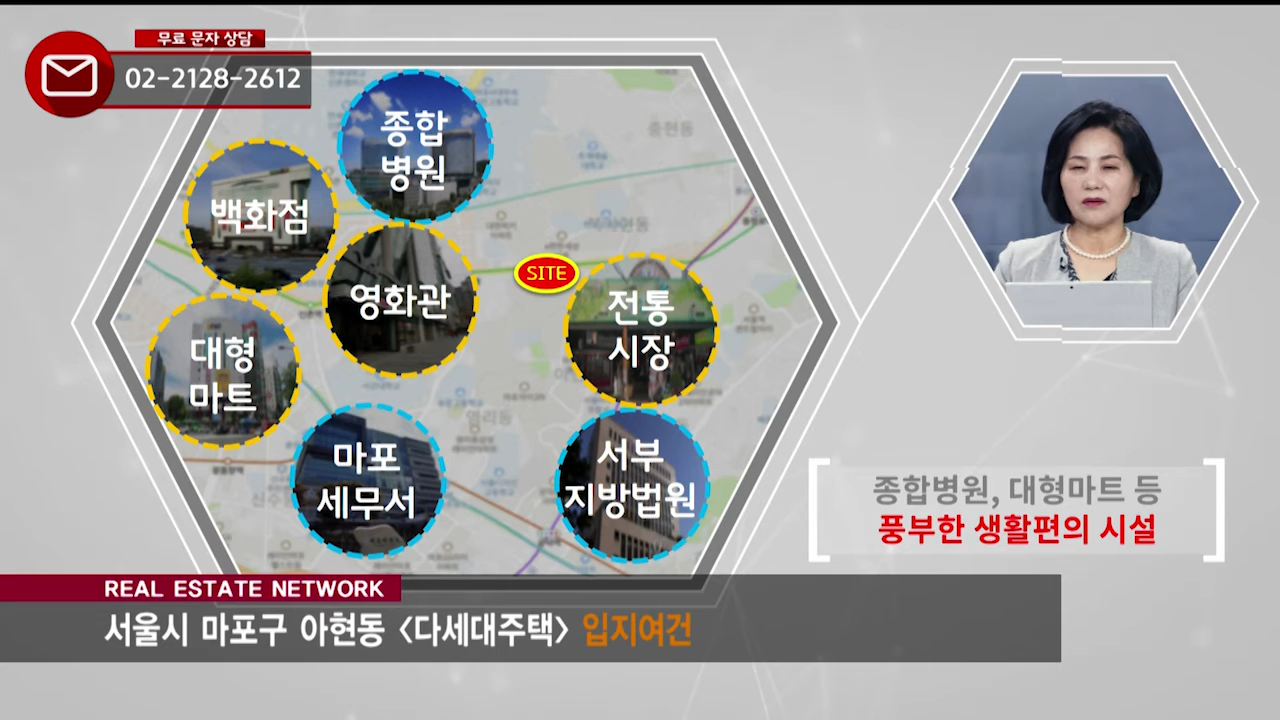 무료 문자 상담
02-2128-2612
종합
병원
백화점
영화관
SITE
전통
시장
대형
마트
마포
세무서
서부
지방법원
종합병원, 대형마트 등
풍부한 생활편의 시설
REAL ESTATE NETWORK
서울시 마포구 아현동 <다세대주택> 입지여건